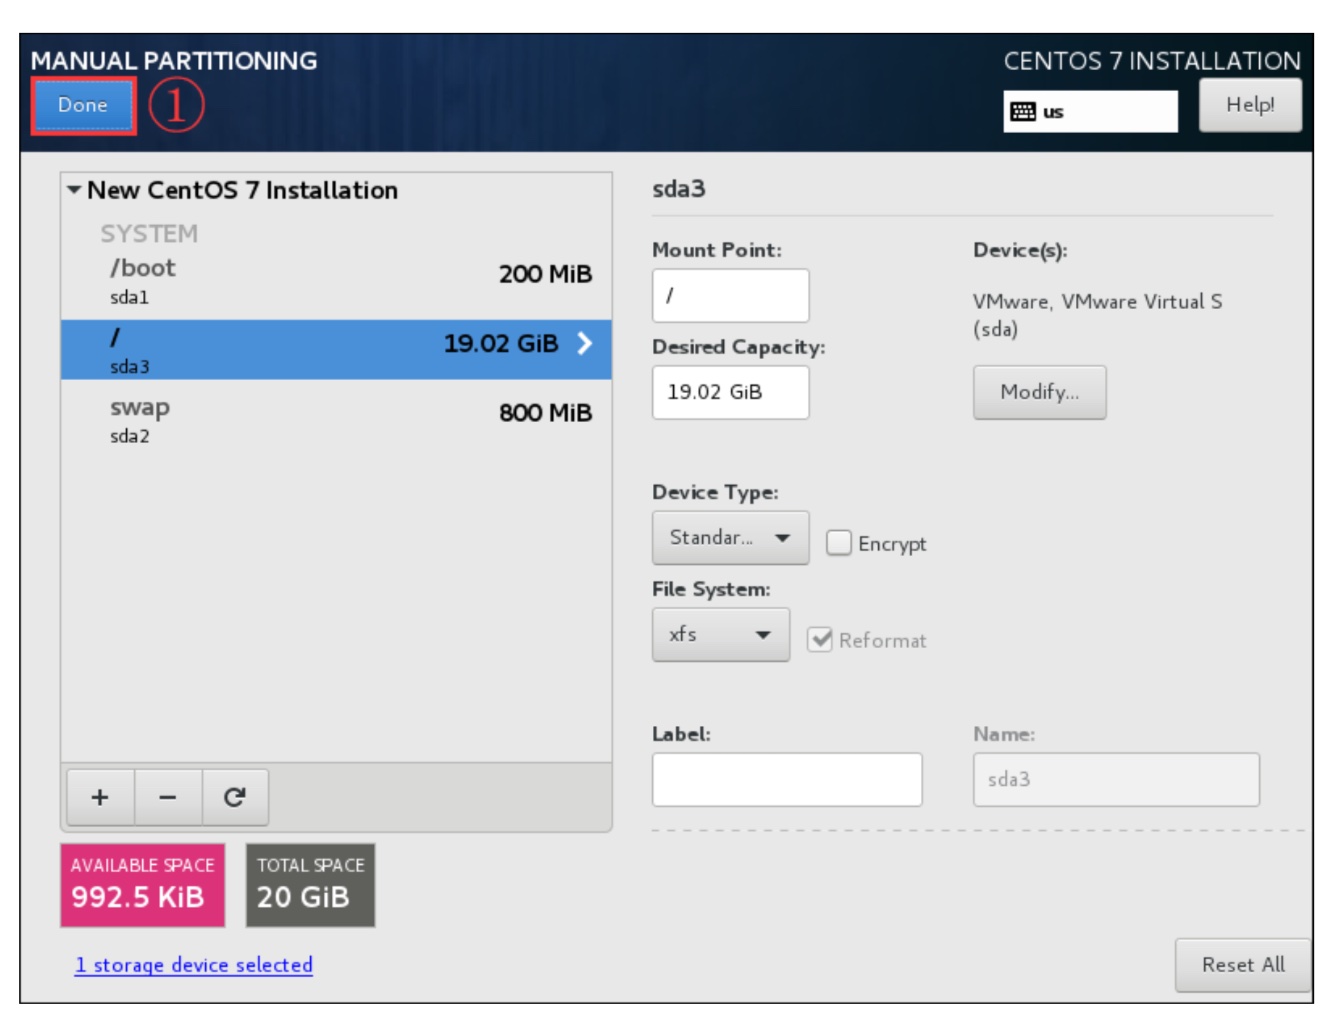 MANUAL PARTITIONING
CENTOS 7 INSTALLATION
Done
①
us
Help!
New CentOS 7 Installation
SYSTEM
/boot
200 MiB
sda1
/
19.02 GiB
sda3
swap
800 MiB
sda2
+ −
AVAILABLE SPACE
992.5 KiB
TOTAL SPACE
20 GiB
1 storage device selected
sda3
Mount Point:
/
Desired Capacity:
19.02 GiB
Device(s):
VMware, VMware Virtual S
(sda)
Modify...
Device Type:
Standar...
Encrypt
File System:
xfs
Reformat
Label:
Name:
sda3
Reset All